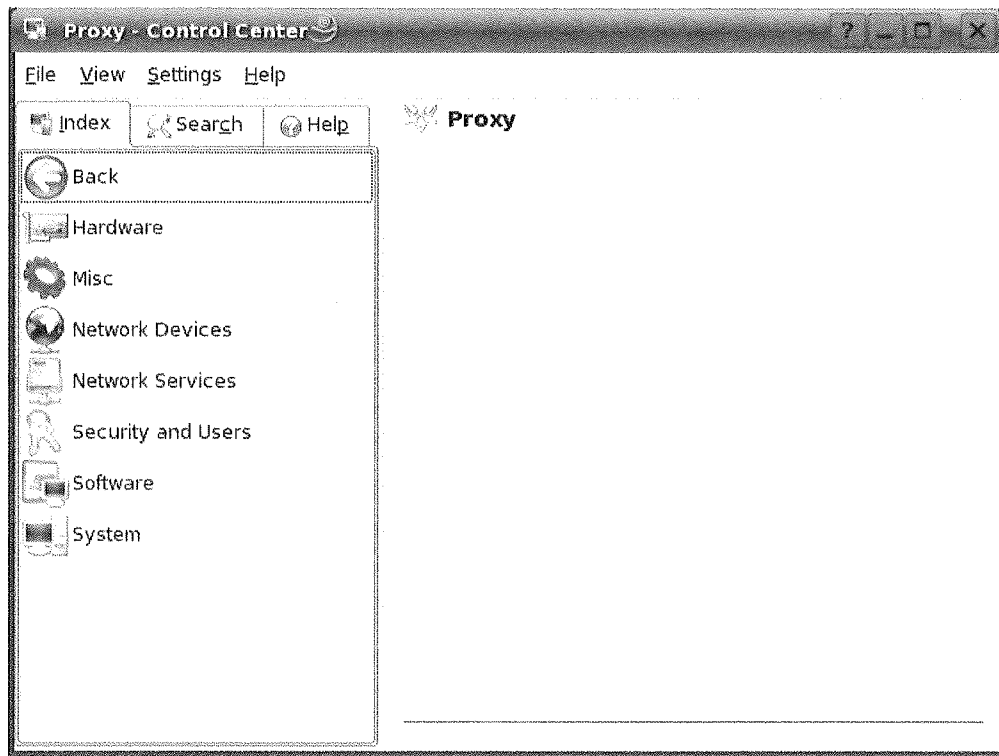 Proxy - Control Center
File View Settings Help
Index Search Help
Proxy
Back
Hardware
Misc
Network Devices
Network Services
Security and Users
Software
System